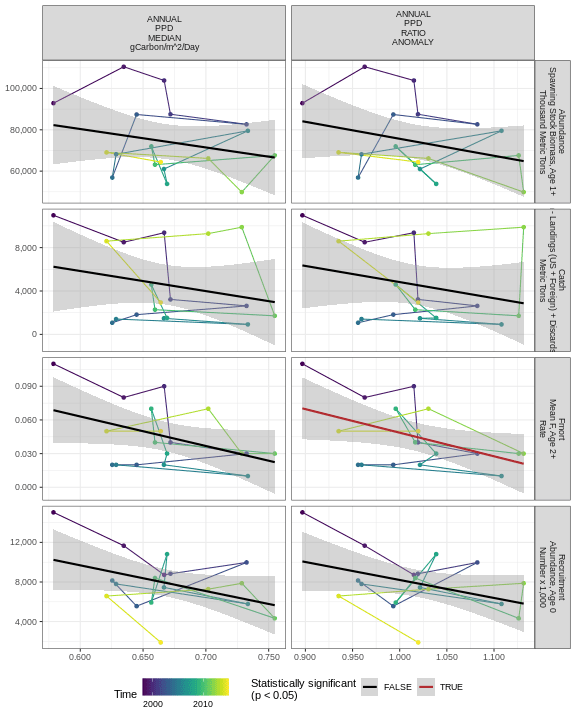 ANNUAL
PPD
MEDIAN
gCarbon/m^2/Day
ANNUAL
PPD
RATIO
ANOMALY
100,000
80,000
60,000
Abundance
Spawning Stock Biomass, Age 1+
Thousand Metric Tons
8,000
4,000
0
Catch
- Landings (US + Foreign) + Discards
Metric Tons
0.090
0.060
0.030
0.000
Fmort
Mean F, Age 2+
Rate
12,000
8,000
4,000
Recruitment
Abundance, Age 0
Number x 1,000
0.600 0.650 0.700 0.750
0.900 0.950 1.000 1.050 1.100
Time
2000 2010
Statistically significant
(p < 0.05)
FALSE TRUE